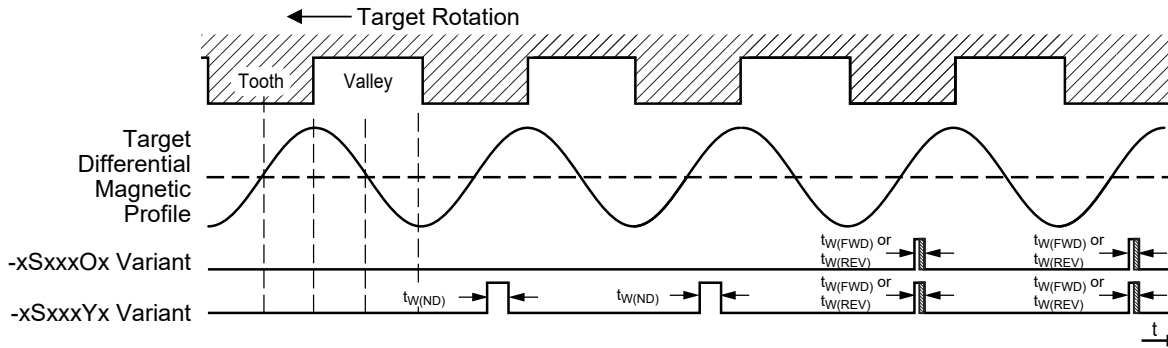 Target Rotation
Tooth
Valley
Target
Differential
Magnetic
Profile
-xSxxxOx Variant
tW(FWD) or
tW(REV)
tW(FWD) or
tW(REV)
-xSxxxYx Variant
tW(ND)
tW(ND)
tW(FWD) or
tW(REV)
tW(FWD) or
tW(REV)
t